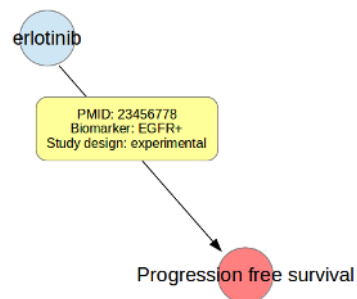 erlotinib
PMID: 23456778
Biomarker: EGFR+
Study design: experimental
Progression free survival